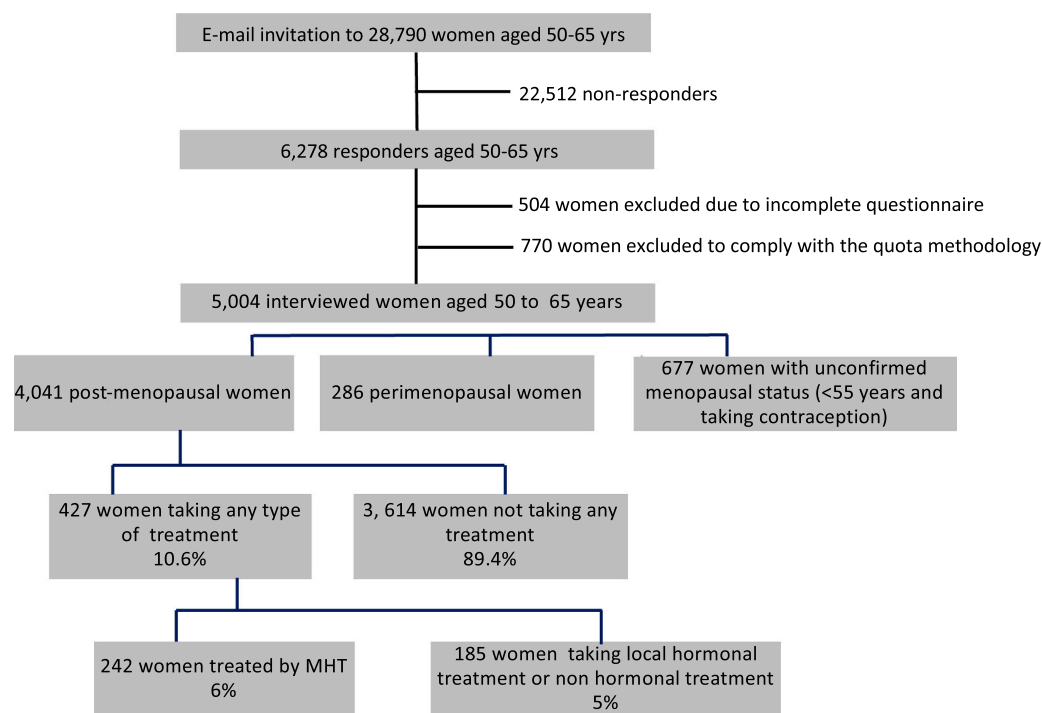 E-mail invitation to 28,790 women aged 50-65 yrs
22,512 non-responders
6,278 responders aged 50-65 yrs
504 women excluded due to incomplete questionnaire
770 women excluded to comply with the quota methodology
5,004 interviewed women aged 50 to 65 years
4,041 post-menopausal women
286 perimenopausal women
677 women with unconfirmed
menopausal status (<55 years and
taking contraception)
427 women taking any type
of treatment
10.6%
3, 614 women not taking any
treatment
89.4%
242 women treated by MHT
6%
185 women taking local hormonal
treatment or non hormonal treatment
5%